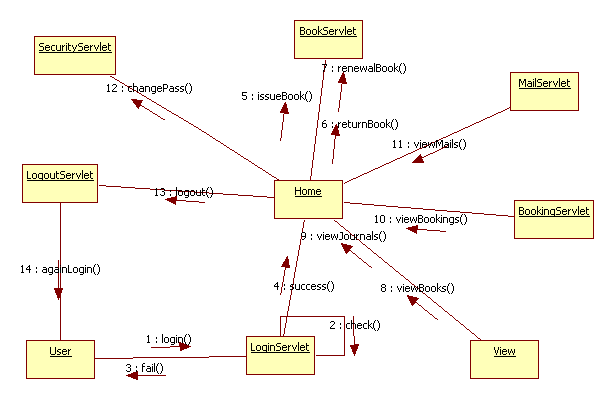 BookServlet
SecurityServlet
7 : renewalBook()
MailServlet
12 : changePass()
5 : issueBook()
6 : returnBook()
11 : viewMails()
LogoutServlet
Home
13 : logout()
BookingServlet
10 : viewBookings()
9 : viewJournals()
14 : againLogin()
4 : success()
8 : viewBooks()
2 : check()
1 : login()
User
LoginServlet
View
3 : fail()